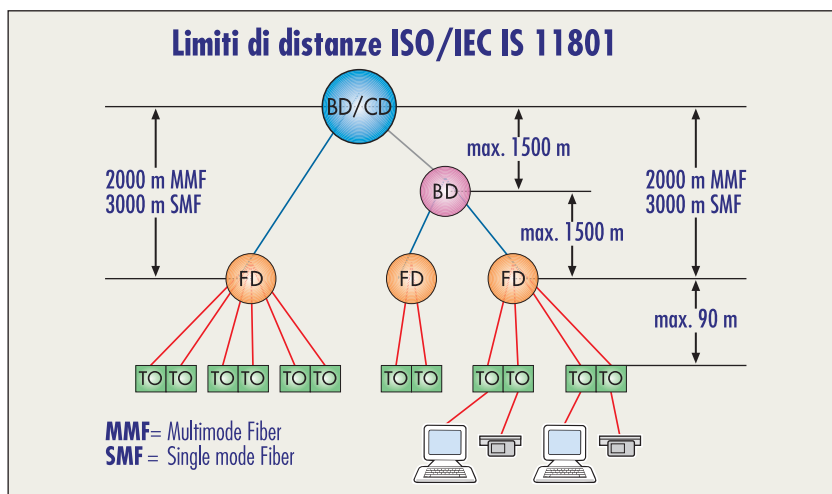 Limiti di distanze ISO/IEC IS 11801
BD/CD
max. 1500 m
2000 m MMF
3000 m SMF
2000 m MMF
3000 m SMF
BD
max. 1500 m
FD
FD
FD
max. 90 m
TO TO TO TO TO TO TO TO TO TO TO TO
MMF= Multimode Fiber
SMF = Single mode Fiber